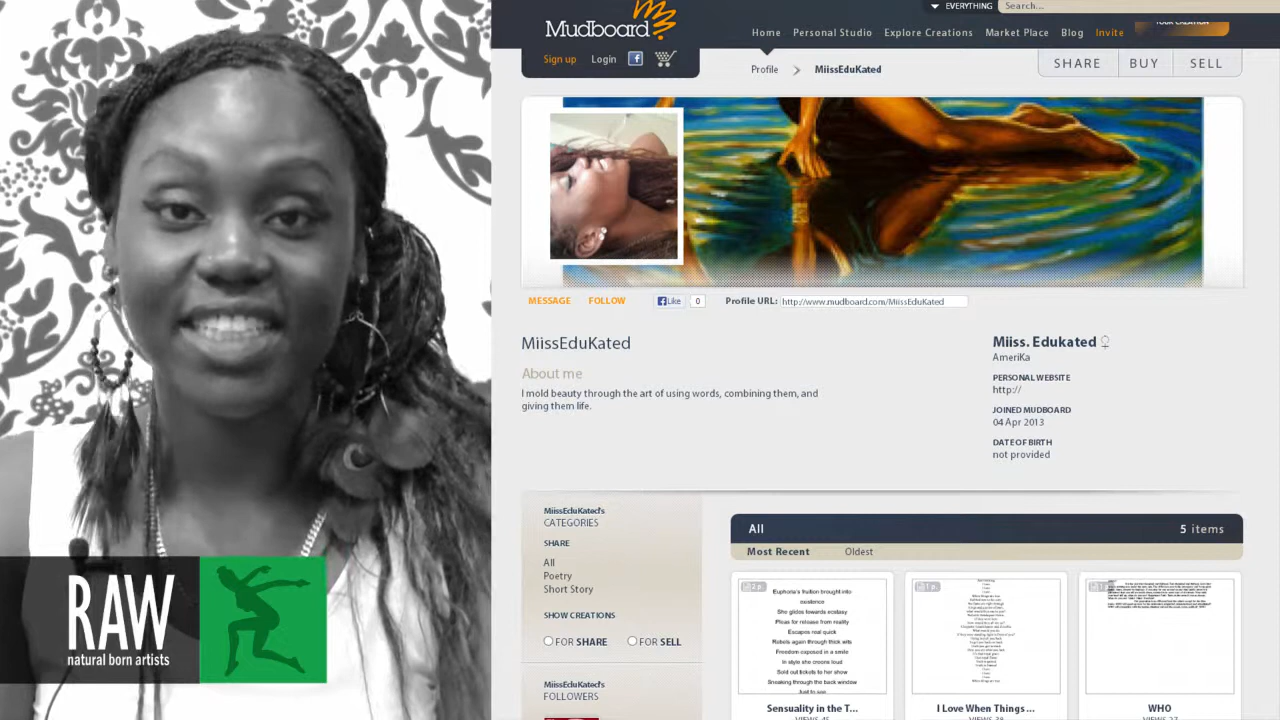 EVERYTHING
Search...
Mudboard
Home
Personal Studio
Explore Creations
Market Place
Blog
Invite
YOUR CREATION
Sign up
Login
Profile
MiissEduKated
SHARE
BUY
SELL
MESSAGE
FOLLOW
Like
0
Profile URL: http://www.mudboard.com/MiissEduKated
MiissEduKated
About me
I mold beauty through the art of using words, combining them, and
giving them life.
Miiss. Edukated
AmeriKa
PERSONAL WEBSITE
http://
JOINED MUDBOARD
04 Apr 2013
DATE OF BIRTH
not provided
MiissEduKated's
CATEGORIES
SHARE
All
Poetry
Short Story
SHOW CREATIONS
FOR SHARE
FOR SELL
MiissEduKated's
FOLLOWERS
All
5 items
Most Recent
Oldest
Euphoria's fruition brought into
existence
She glides towards ecstasy
Pleas for release from reality
Escapes real quick
Rebels again through thick wits
Freedom exposed in a smile
In style she croons loud
Sold out tickets to her show
Sneaking through the back window
Just to see
Sensuality in the T...
VIEWS 45
I Love When Things ...
WHO
RAW
natural born artists